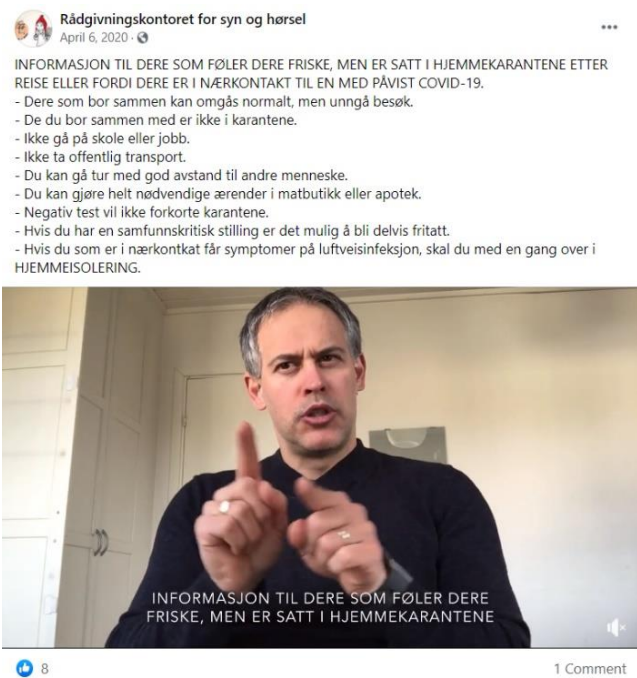 Rådgivningskontoret for syn og hørsel
April 6, 2020 ·
INFORMASJON TIL DERE SOM FØLER DERE FRISKE, MEN ER SATT I HJEMMEKARANTENE ETTER
REISE ELLER FORDI DERE ER I NÆRKONTAKT TIL EN MED PÅVIST COVID-19.
- Dere som bor sammen kan omgås normalt, men unngå besøk.
- De du bor sammen med er ikke i karantene.
- Ikke gå på skole eller jobb.
- Ikke ta offentlig transport.
- Du kan gå tur med god avstand til andre menneske.
- Du kan gjøre helt nødvendige ærender i matbutikk eller apotek.
- Negativ test vil ikke forkorte karantene.
- Hvis du har en samfunnskritisk stilling er det mulig å bli delvis fritatt.
- Hvis du som er i nærkontkat får symptomer på luftveisinfeksjon, skal du med en gang over i
HJEMMEISOLERING.
INFORMASJON TIL DERE SOM FØLER DERE
FRISKE, MEN ER SATT I HJEMMEKARANTENE
8
1 Comment